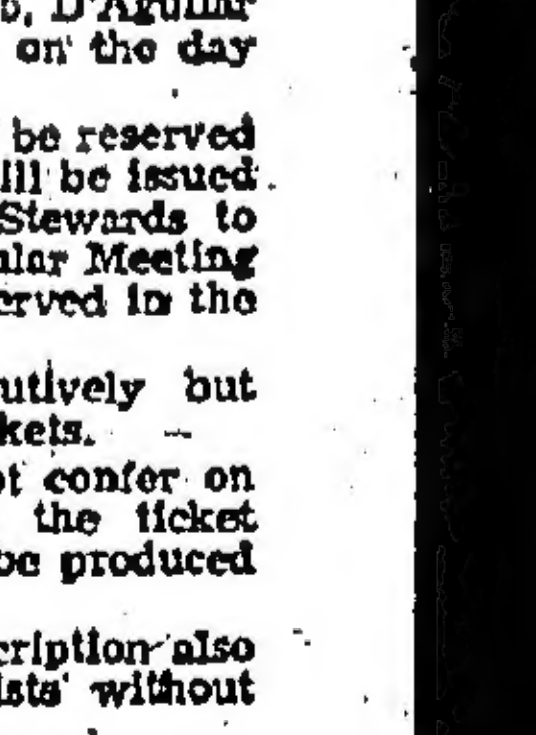 D'Aguilar
on the day
be reserved
ill be issued.
Stewards to
ular Meeting
erved in the
utively but
kets.
ot confer on
the ticket
be produced
cription also
ists without